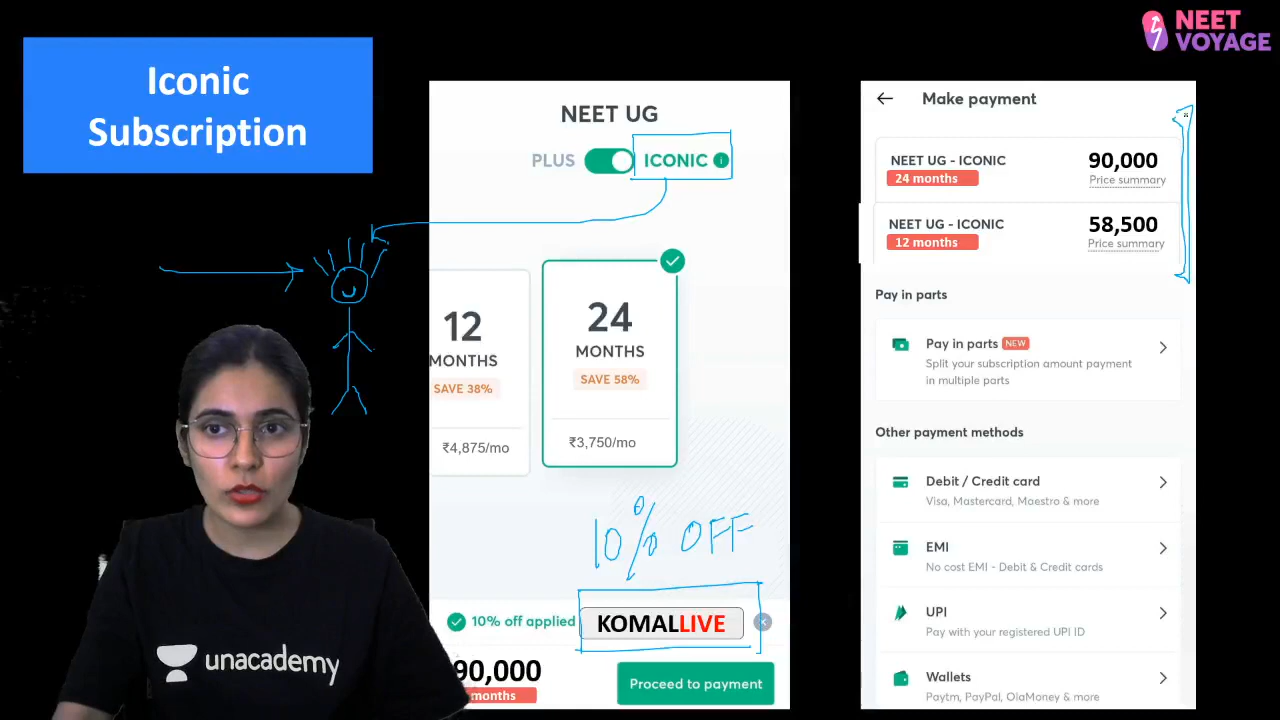 NEET
VOYAGE
Iconic
Subscription
NEET UG
PLUS ICONIC i
12
MONTHS
SAVE 38%
₹4,875/mo
24
MONTHS
SAVE 58%
₹3,750/mo
10% OFF
10% off applied KOMALLIVE
90,000
months
Proceed to payment
unacademy
Make payment
NEET UG - ICONIC 90,000
24 months Price summary
NEET UG - ICONIC 58,500
12 months Price summary
Pay in parts
Pay in parts NEW
Split your subscription amount payment
in multiple parts
Other payment methods
Debit / Credit card
Visa, Mastercard, Maestro & more
EMI
No cost EMI - Debit & Credit cards
UPI
Pay with your registered UPI ID
Wallets
Paytm, PayPal, OlaMoney & more